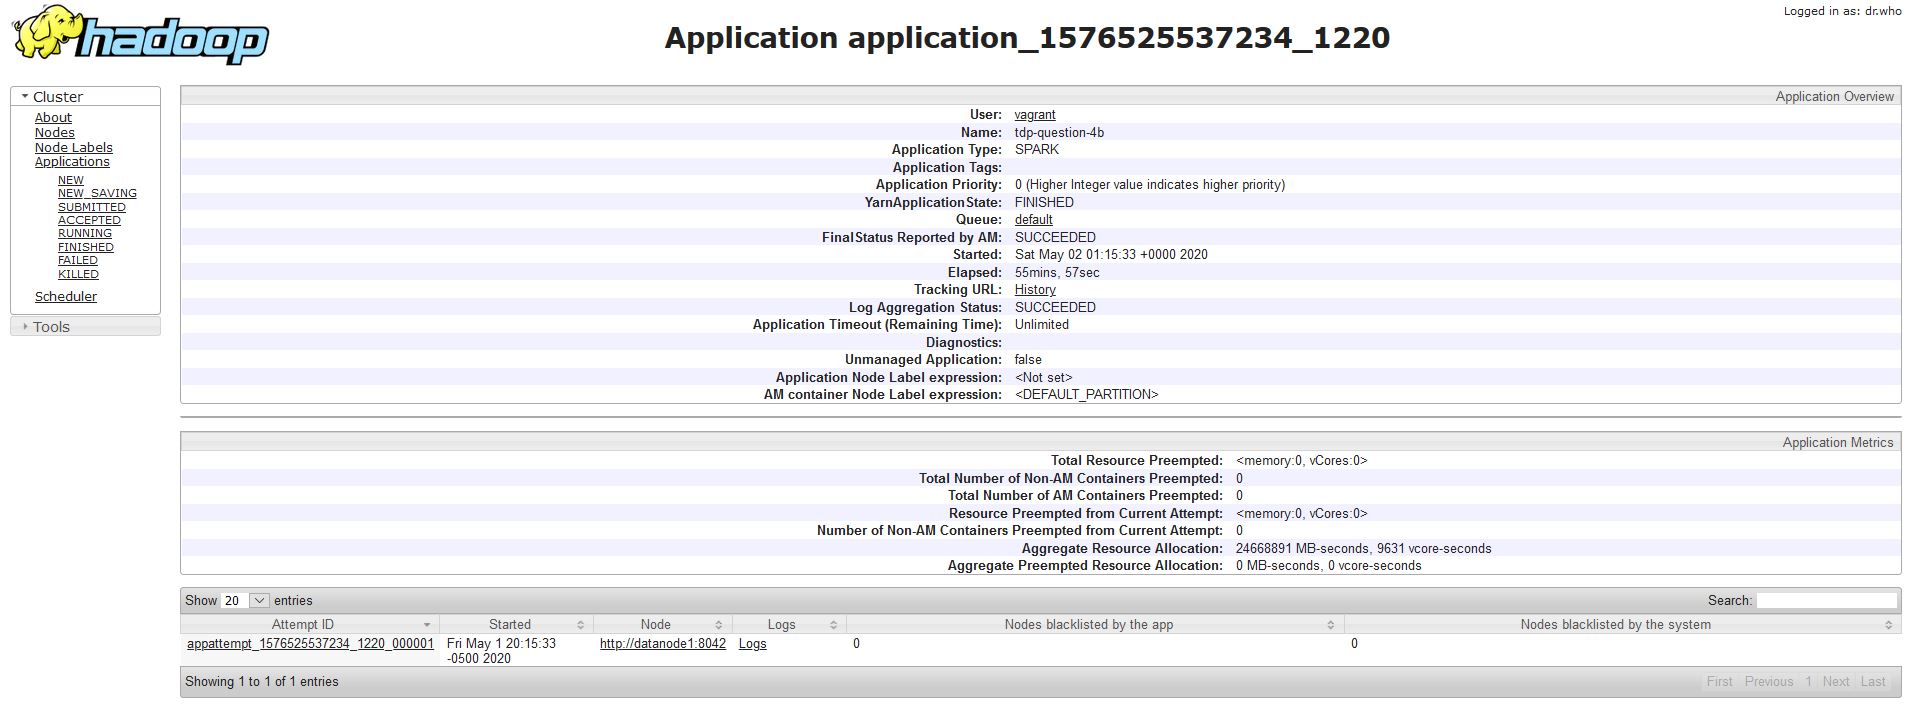 hadoop
Application application_1576525537234_1220
Logged in as: dr.who
Cluster
About
Nodes
Node Labels
Applications
NEW
NEW_SAVING
SUBMITTED
ACCEPTED
RUNNING
FINISHED
FAILED
KILLED
Scheduler
Tools
Application Overview
User: vagrant
Name: tdp-question-4b
Application Type: SPARK
Application Tags:
Application Priority: 0 (Higher Integer value indicates higher priority)
YarnApplicationState: FINISHED
Queue: default
FinalStatus Reported by AM: SUCCEEDED
Started: Sat May 02 01:15:33 +0000 2020
Elapsed: 55mins, 57sec
Tracking URL: History
Log Aggregation Status: SUCCEEDED
Application Timeout (Remaining Time): Unlimited
Diagnostics:
Unmanaged Application: false
Application Node Label expression: <Not set>
AM container Node Label expression: <DEFAULT_PARTITION>
Application Metrics
Total Resource Preempted: <memory:0, vCores:0>
Total Number of Non-AM Containers Preempted: 0
Total Number of AM Containers Preempted: 0
Resource Preempted from Current Attempt: <memory:0, vCores:0>
Number of Non-AM Containers Preempted from Current Attempt: 0
Aggregate Resource Allocation: 24668891 MB-seconds, 9631 vcore-seconds
Aggregate Preempted Resource Allocation: 0 MB-seconds, 0 vcore-seconds
Show 20 entries Search:
Attempt ID Started Node Logs Nodes blacklisted by the app Nodes blacklisted by the system
appattempt_1576525537234_1220_000001 Fri May 1 20:15:33 http://datanode1:8042 Logs 0 0
-0500 2020
Showing 1 to 1 of 1 entries First Previous 1 Next Last